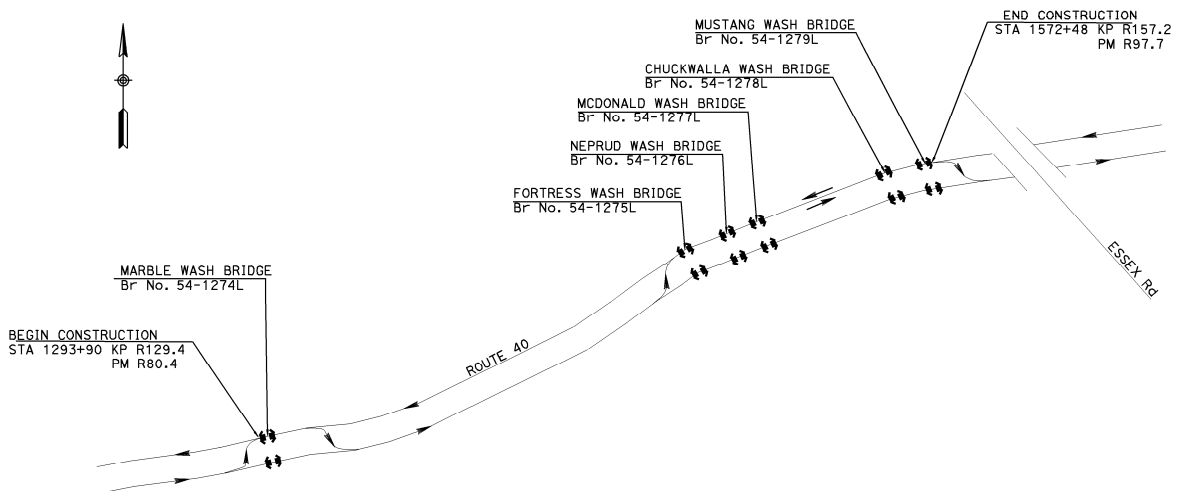 MUSTANG WASH BRIDGE
Br No. 54-1279L
END CONSTRUCTION
STA 1572+48 KP R157.2
PM R97.7
CHUCKWALLA WASH BRIDGE
Br No. 54-1278L
MCDONALD WASH BRIDGE
Br No. 54-1277L
NEPRUD WASH BRIDGE
Br No. 54-1276L
FORTRESS WASH BRIDGE
Br No. 54-1275L
MARBLE WASH BRIDGE
Br No. 54-1274L
BEGIN CONSTRUCTION
STA 1293+90 KP R129.4
PM R80.4
ROUTE 40
ESSEX Rd